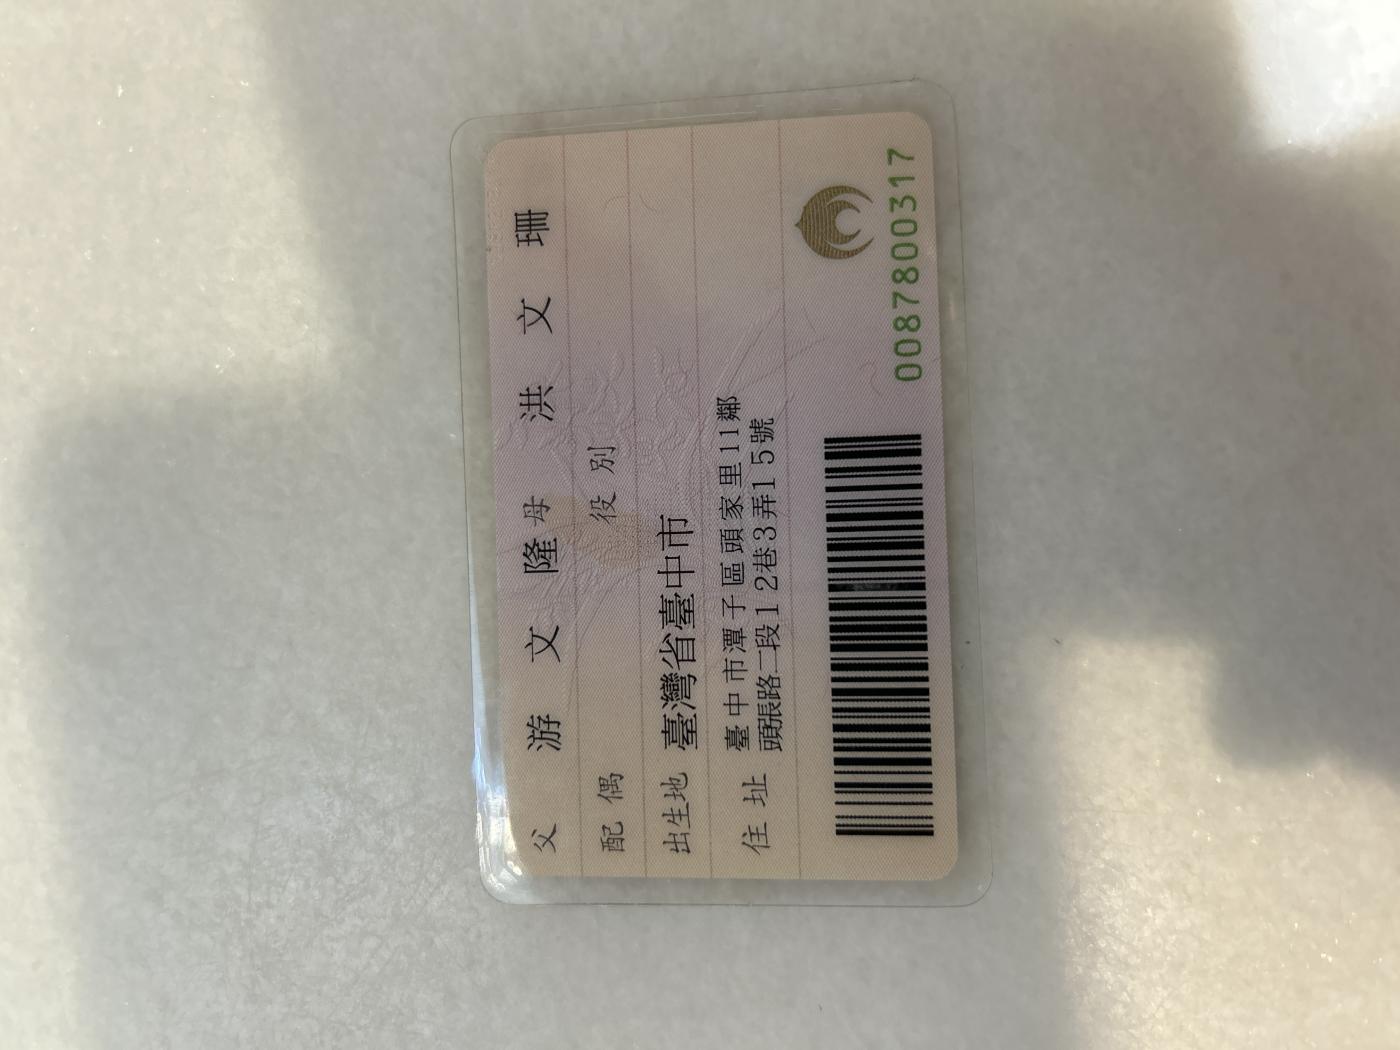 父 游文隆 母 洪文珊
配偶 役別
出生地 臺灣省臺中市
住址 臺中市潭子區頭家里11鄰
頭張路二段12巷3弄15號
0087800317